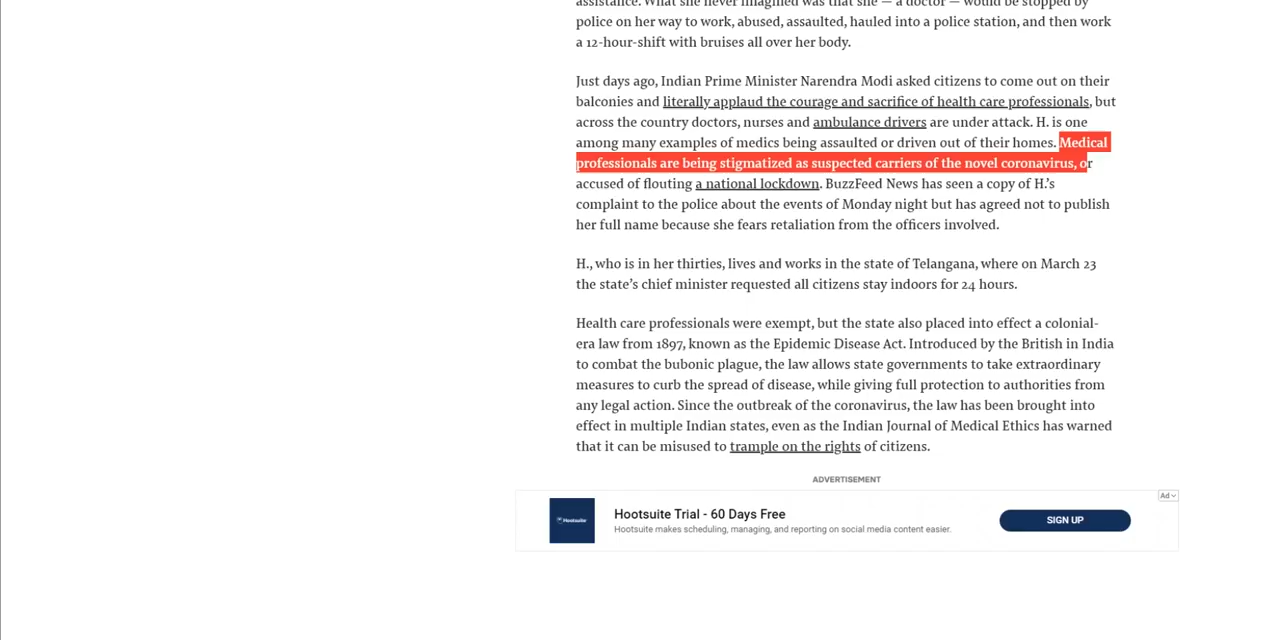 assistance. What she never imagined was that she — a doctor — would be stopped by
police on her way to work, abused, assaulted, hauled into a police station, and then work
a 12-hour-shift with bruises all over her body.
Just days ago, Indian Prime Minister Narendra Modi asked citizens to come out on their
balconies and literally applaud the courage and sacrifice of health care professionals, but
across the country doctors, nurses and ambulance drivers are under attack. H. is one
among many examples of medics being assaulted or driven out of their homes. Medical
professionals are being stigmatized as suspected carriers of the novel coronavirus, or
accused of flouting a national lockdown. BuzzFeed News has seen a copy of H.’s
complaint to the police about the events of Monday night but has agreed not to publish
her full name because she fears retaliation from the officers involved.
H., who is in her thirties, lives and works in the state of Telangana, where on March 23
the state’s chief minister requested all citizens stay indoors for 24 hours.
Health care professionals were exempt, but the state also placed into effect a colonial-
era law from 1897, known as the Epidemic Disease Act. Introduced by the British in India
to combat the bubonic plague, the law allows state governments to take extraordinary
measures to curb the spread of disease, while giving full protection to authorities from
any legal action. Since the outbreak of the coronavirus, the law has been brought into
effect in multiple Indian states, even as the Indian Journal of Medical Ethics has warned
that it can be misused to trample on the rights of citizens.
ADVERTISEMENT
Ad
Hootsuite
Hootsuite Trial - 60 Days Free
Hootsuite makes scheduling, managing, and reporting on social media content easier.
SIGN UP